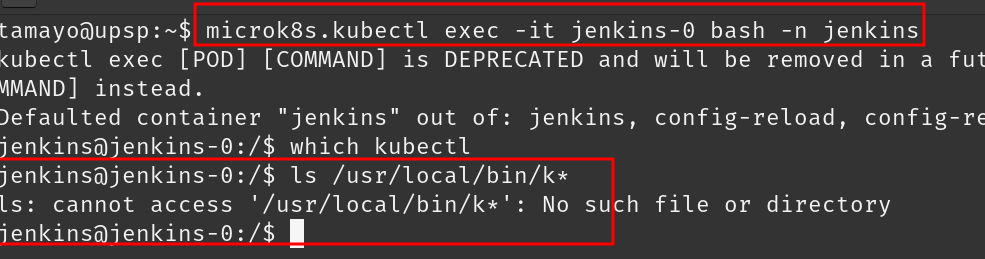 tamayo@upsp:~$ microk8s.kubectl exec -it jenkins-0 bash -n jenkins
kubectl exec [POD] [COMMAND] is DEPRECATED and will be removed in a fut
MMAND] instead.
Defaulted container "jenkins" out of: jenkins, config-reload, config-re
jenkins@jenkins-0:/$ which kubectl
jenkins@jenkins-0:/$ ls /usr/local/bin/k*
ls: cannot access '/usr/local/bin/k*': No such file or directory
jenkins@jenkins-0:/$